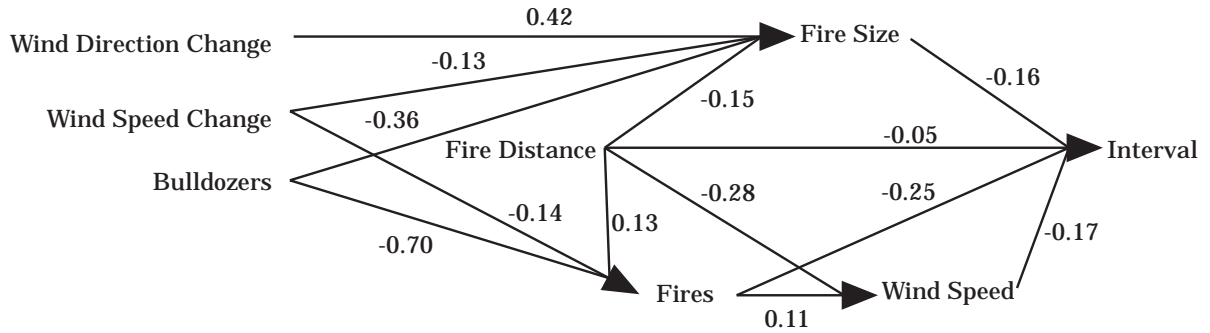 0.42
Wind Direction Change
Fire Size
-0.13
-0.16
-0.15
Wind Speed Change
-0.36
-0.05
Fire Distance
Interval
Bulldozers
-0.28
-0.25
-0.14
0.13
-0.17
-0.70
Fires
Wind Speed
0.11